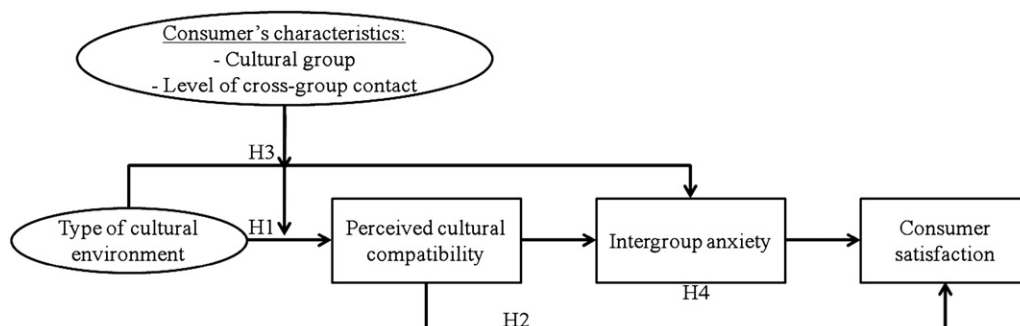 Consumer's characteristics:
- Cultural group
- Level of cross-group contact
H3
Type of cultural
environment
H1
Perceived cultural
compatibility
Intergroup anxiety
Consumer
satisfaction
H4
H2